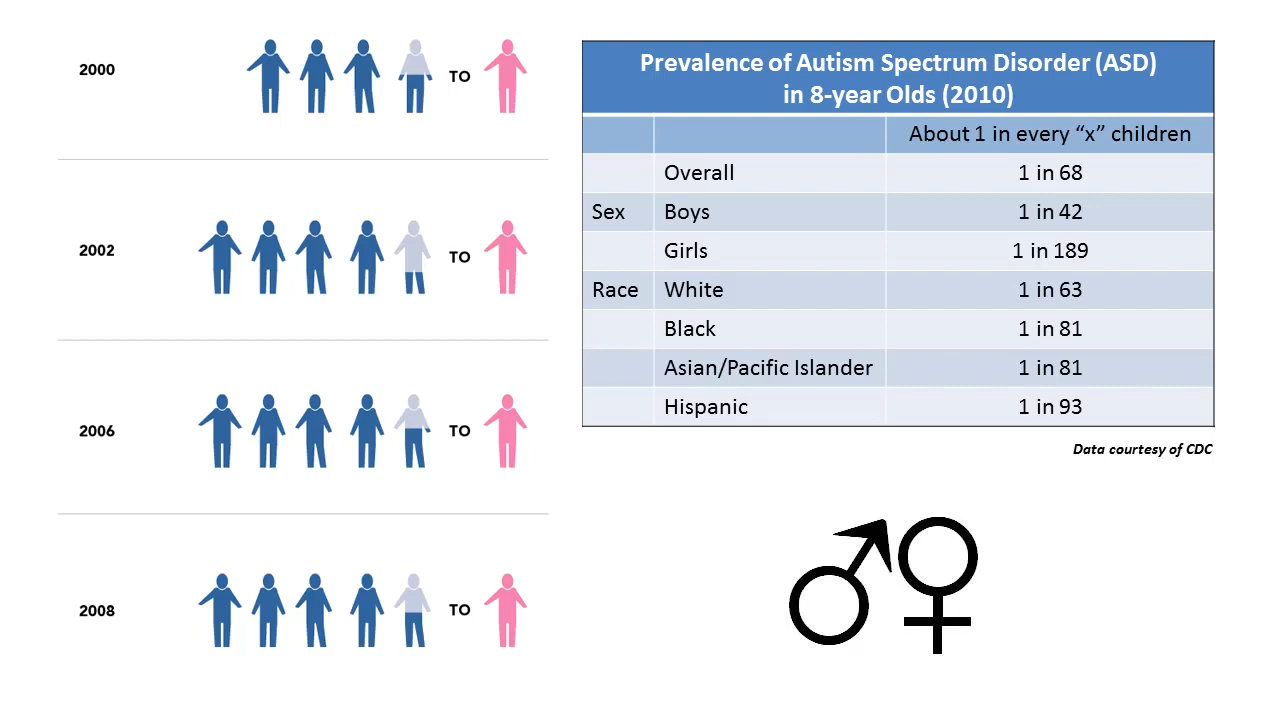 2000 TO
2002 TO
2006 TO
2008 TO
Prevalence of Autism Spectrum Disorder (ASD)
in 8-year Olds (2010)
About 1 in every “x” children
Overall 1 in 68
Sex Boys 1 in 42
Girls 1 in 189
Race White 1 in 63
Black 1 in 81
Asian/Pacific Islander 1 in 81
Hispanic 1 in 93
Data courtesy of CDC